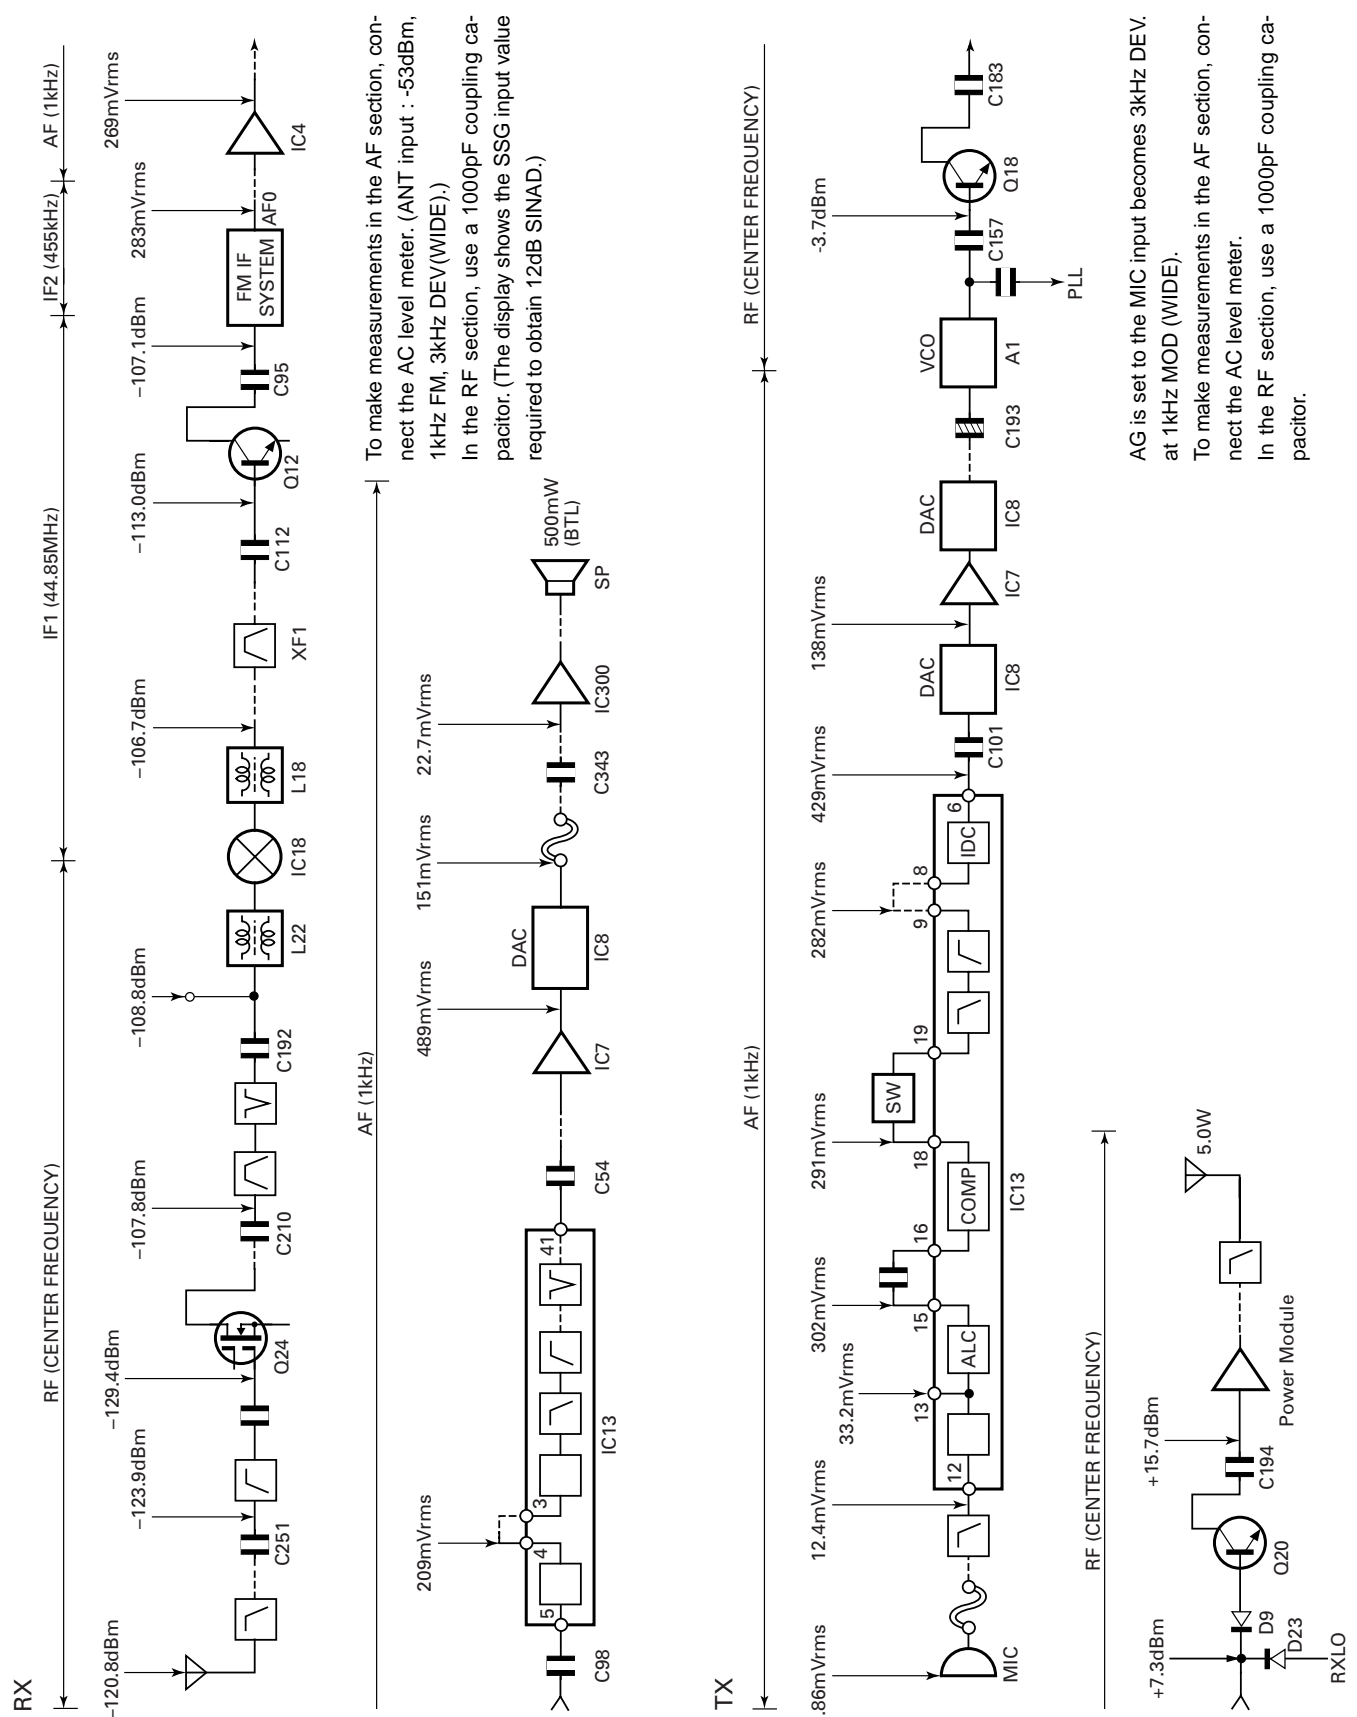 RX
RF (CENTER FREQUENCY)
IF1 (44.85MHz)
IF2 (455kHz)
AF (1kHz)
−120.8dBm
−123.9dBm
−129.4dBm
−107.8dBm
−108.8dBm
−106.7dBm
−113.0dBm
−107.1dBm
283mVrms
269mVrms
C251
Q24
C210
C192
L22
IC18
L18
XF1
C112
Q12
C95
FM IF
SYSTEM
AF0
IC4
AF (1kHz)
209mVrms
489mVrms
151mVrms
22.7mVrms
500mW
(BTL)
C98
5
4
3
41
IC13
C54
IC7
DAC
IC8
C343
IC300
SP
To make measurements in the AF section, con-
nect the AC level meter. (ANT input : -53dBm,
1kHz FM, 3kHz DEV(WIDE).)
In the RF section, use a 1000pF coupling ca-
pacitor. (The display shows the SSG input value
required to obtain 12dB SINAD.)
TX
AF (1kHz)
RF (CENTER FREQUENCY)
.86mVrms
12.4mVrms
33.2mVrms
302mVrms
291mVrms
282mVrms
429mVrms
138mVrms
-3.7dBm
MIC
12
13
ALC
15
16
COMP
18
SW
19
9
8
IDC
6
IC13
C101
DAC
IC8
IC7
DAC
IC8
C193
VCO
A1
PLL
C157
Q18
C183
RF (CENTER FREQUENCY)
+7.3dBm
+15.7dBm
5.0W
RXLO
D23
D9
Q20
C194
Power Module
AG is set to the MIC input becomes 3kHz DEV.
at 1kHz MOD (WIDE).
To make measurements in the AF section, con-
nect the AC level meter.
In the RF section, use a 1000pF coupling ca-
pacitor.